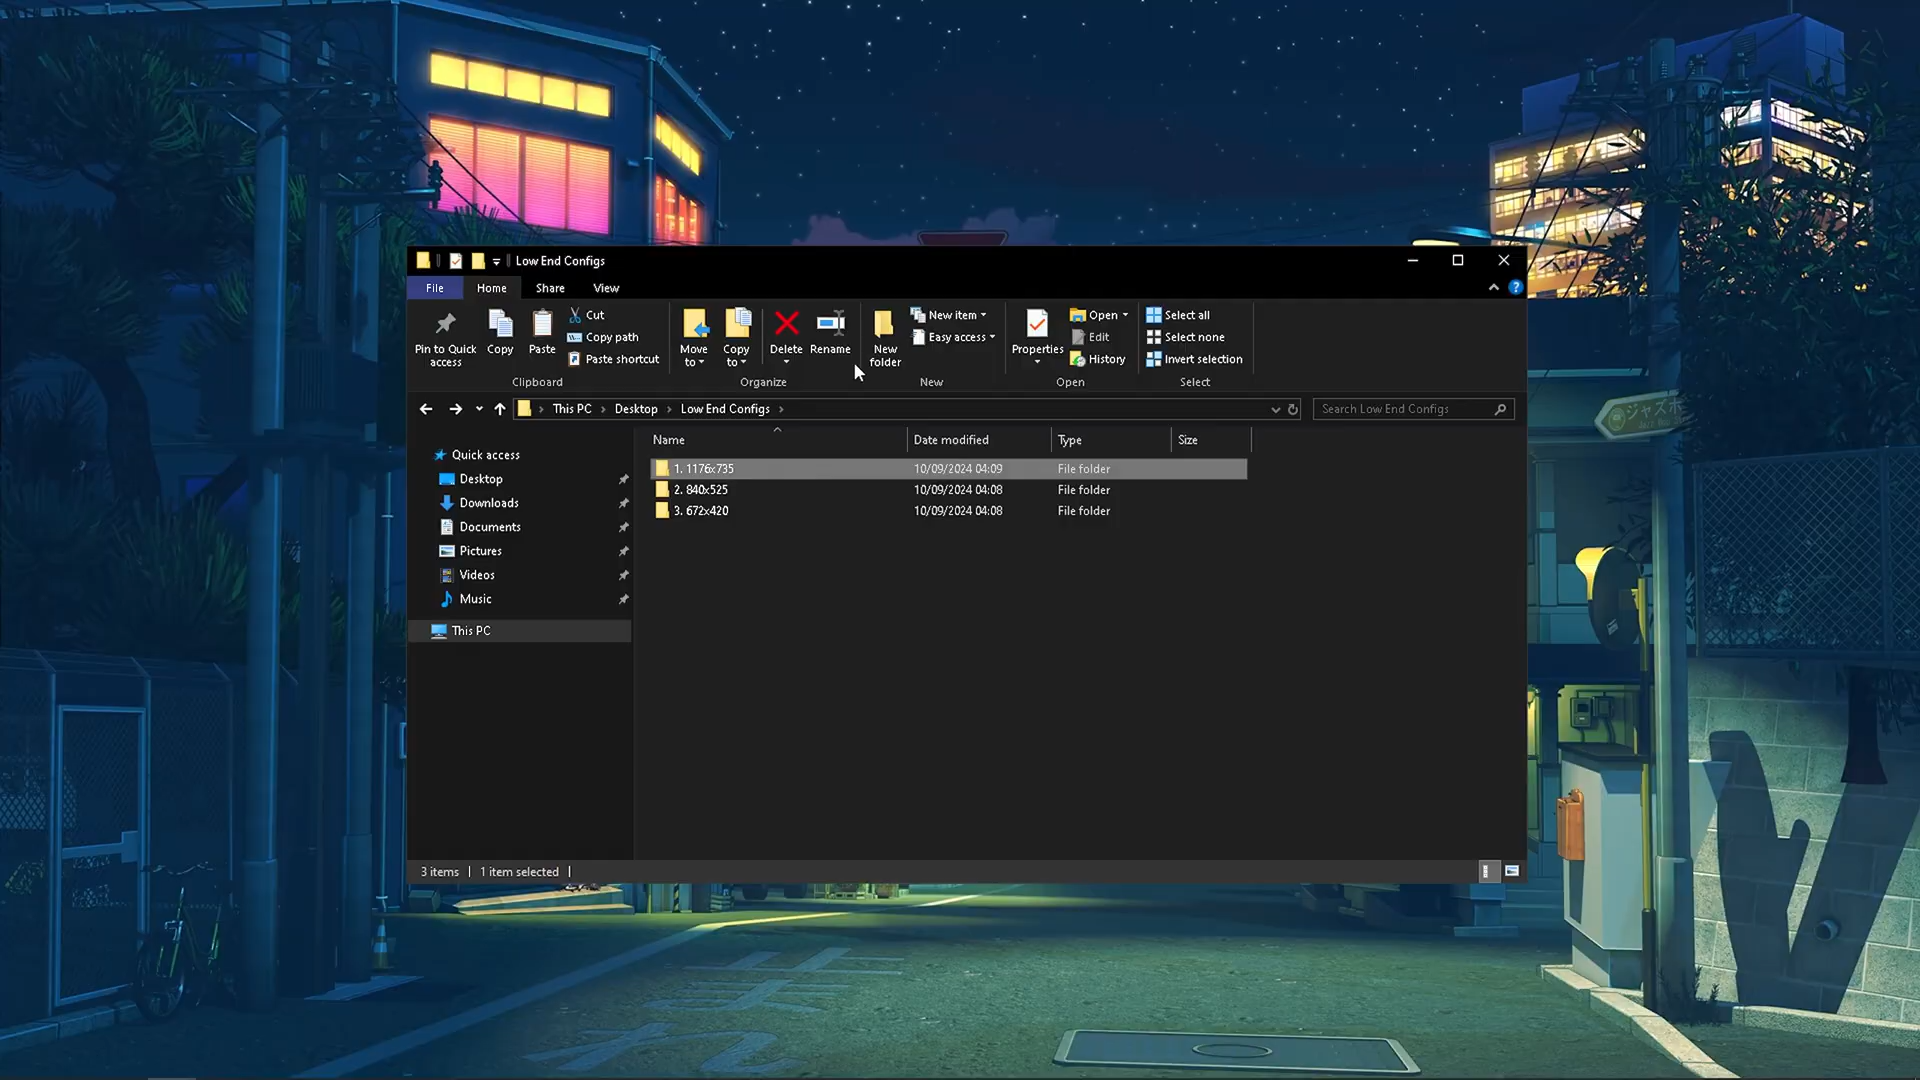 Low End Configs
File Home Share View
Pin to Quick access
Copy
Paste
Cut
Copy path
Paste shortcut
Clipboard
Move to
Copy to
Delete
Rename
Organize
New folder
New item
Easy access
New
Properties
Open
Edit
History
Open
Select all
Select none
Invert selection
Select
This PC > Desktop > Low End Configs >
Search Low End Configs
Name Date modified Type Size
1. 1176x735 10/09/2024 04:09 File folder
2. 840x525 10/09/2024 04:08 File folder
3. 672x420 10/09/2024 04:08 File folder
Quick access
Desktop
Downloads
Documents
Pictures
Videos
Music
This PC
3 items 1 item selected